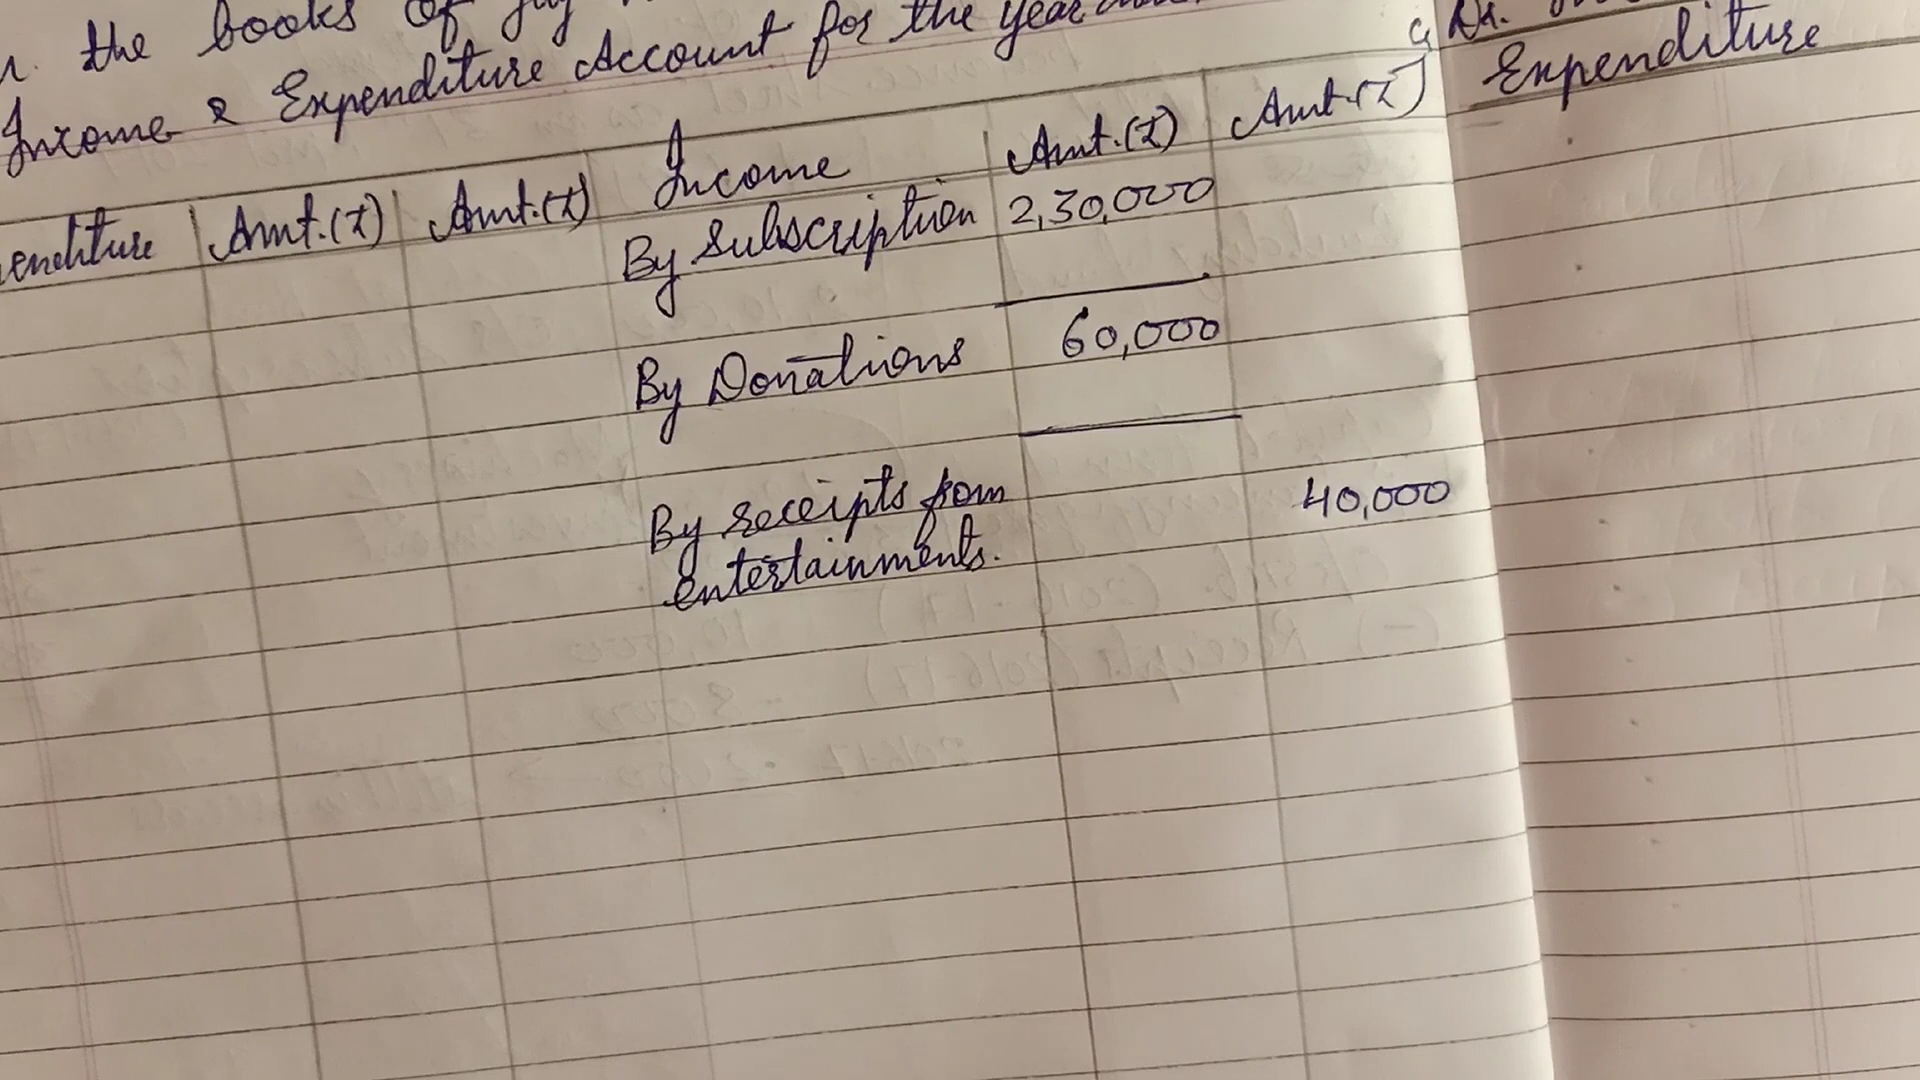 the books of
Income & Expenditure Account for the year
enditure Amt.(₹) Amt.(₹) Income Amt.(₹) Amt.(₹)
By subscription 2,30,000
By Donations 60,000
By receipts from 40,000
entertainments.
Dr.
Expenditure